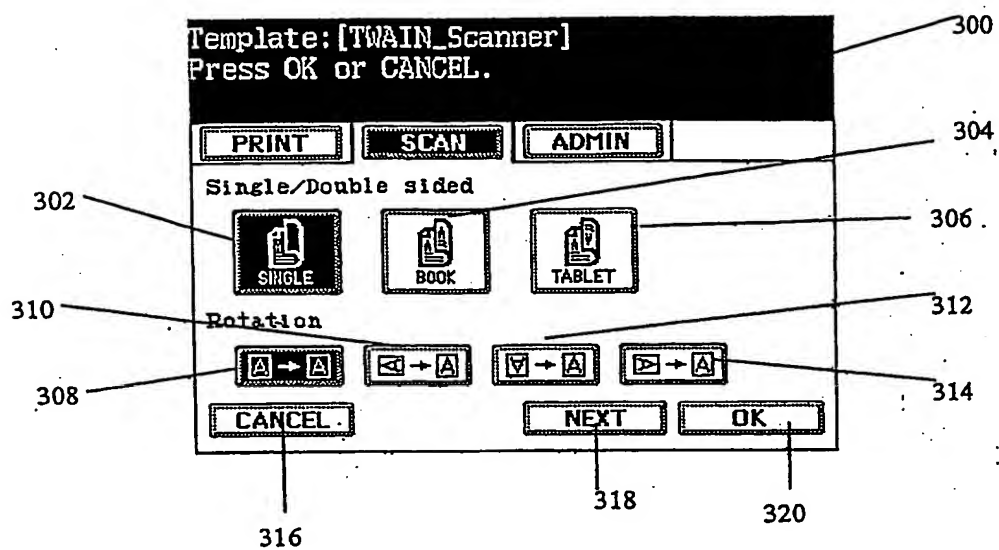 300
Template:[TWAIN_Scanner]
Press OK or CANCEL.
304
PRINT SCAN ADMIN
Single/Double sided
302
306
SINGLE BOOK TABLET
310
312
Rotation
A → A A → A A → A A → A
308
314
CANCEL NEXT OK
316
318
320